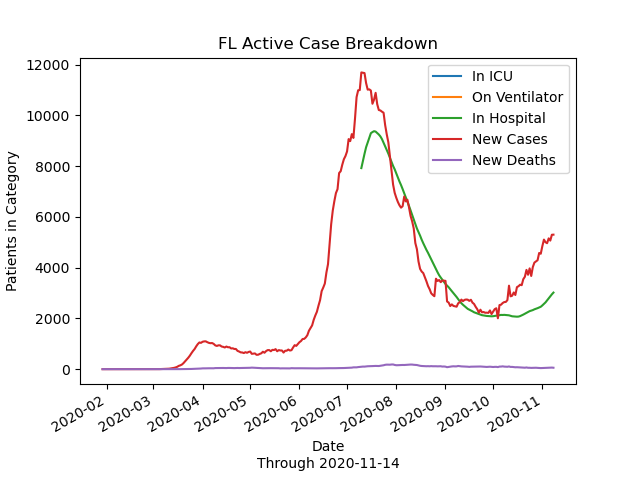 FL Active Case Breakdown
12000
10000
8000
6000
4000
2000
0
Patients in Category
In ICU
On Ventilator
In Hospital
New Cases
New Deaths
2020-02
2020-03
2020-04
2020-05
2020-06
2020-07
2020-08
2020-09
2020-10
2020-11
Date
Through 2020-11-14